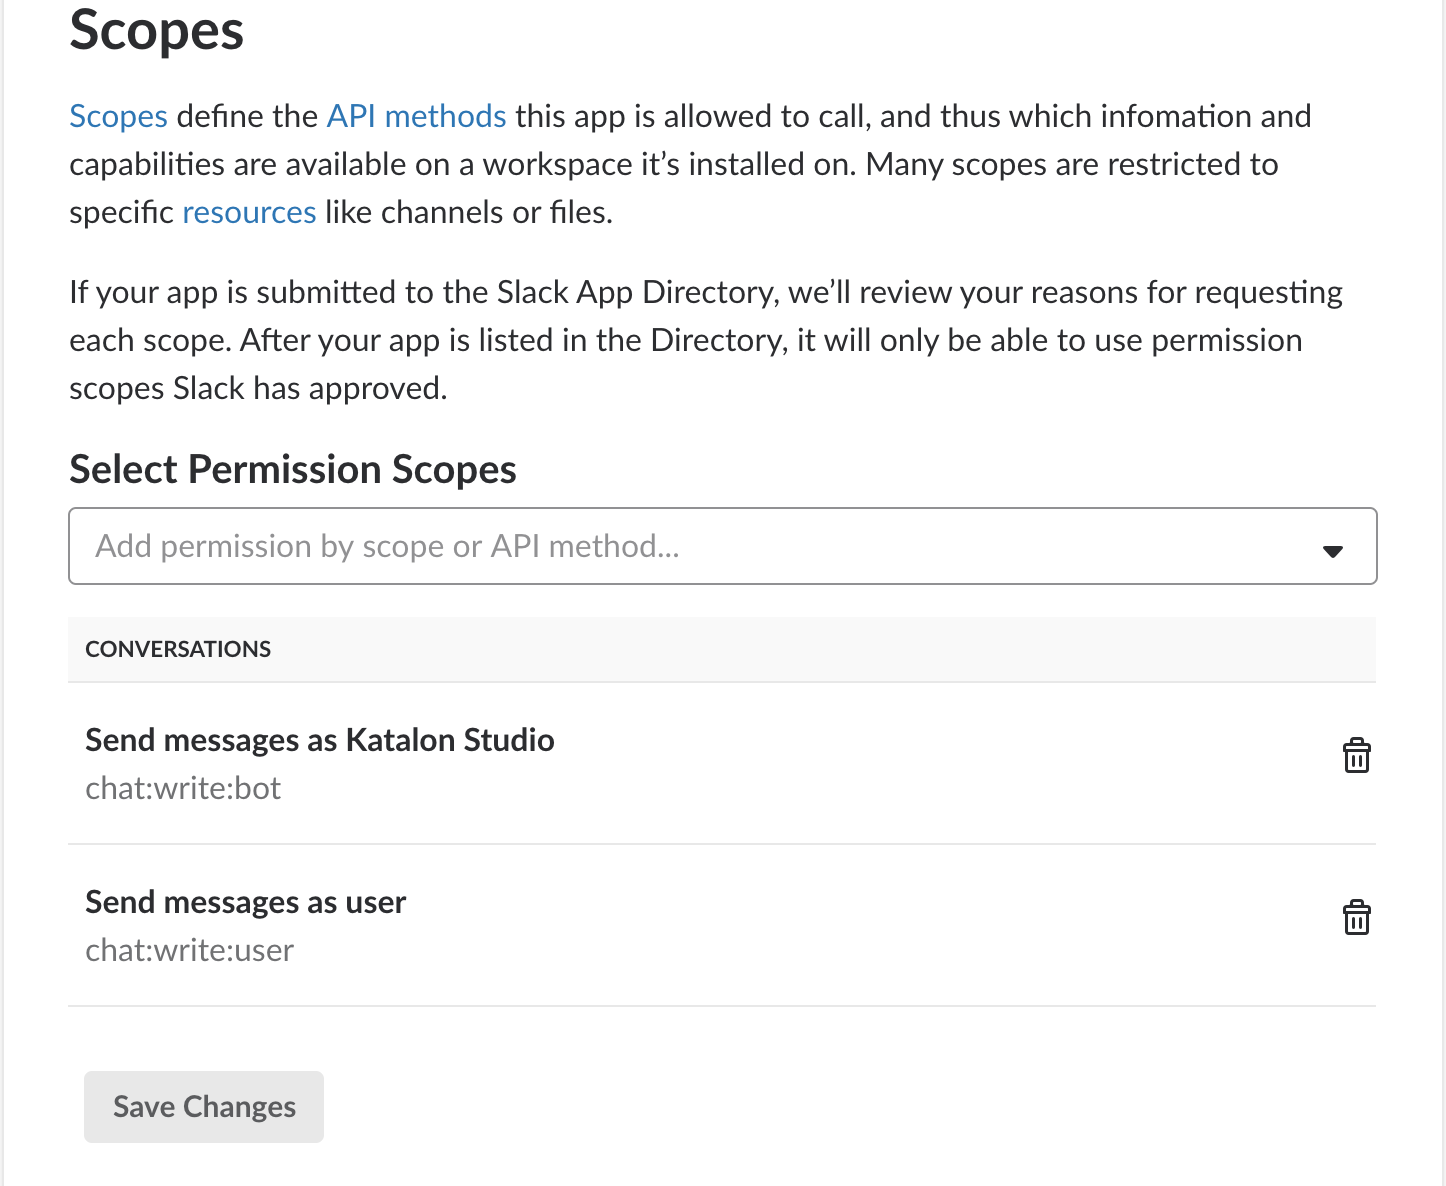 Scopes
Scopes define the API methods this app is allowed to call, and thus which infomation and
capabilities are available on a workspace it’s installed on. Many scopes are restricted to
specific resources like channels or files.
If your app is submitted to the Slack App Directory, we’ll review your reasons for requesting
each scope. After your app is listed in the Directory, it will only be able to use permission
scopes Slack has approved.
Select Permission Scopes
Add permission by scope or API method...
CONVERSATIONS
Send messages as Katalon Studio
chat:write:bot
Send messages as user
chat:write:user
Save Changes